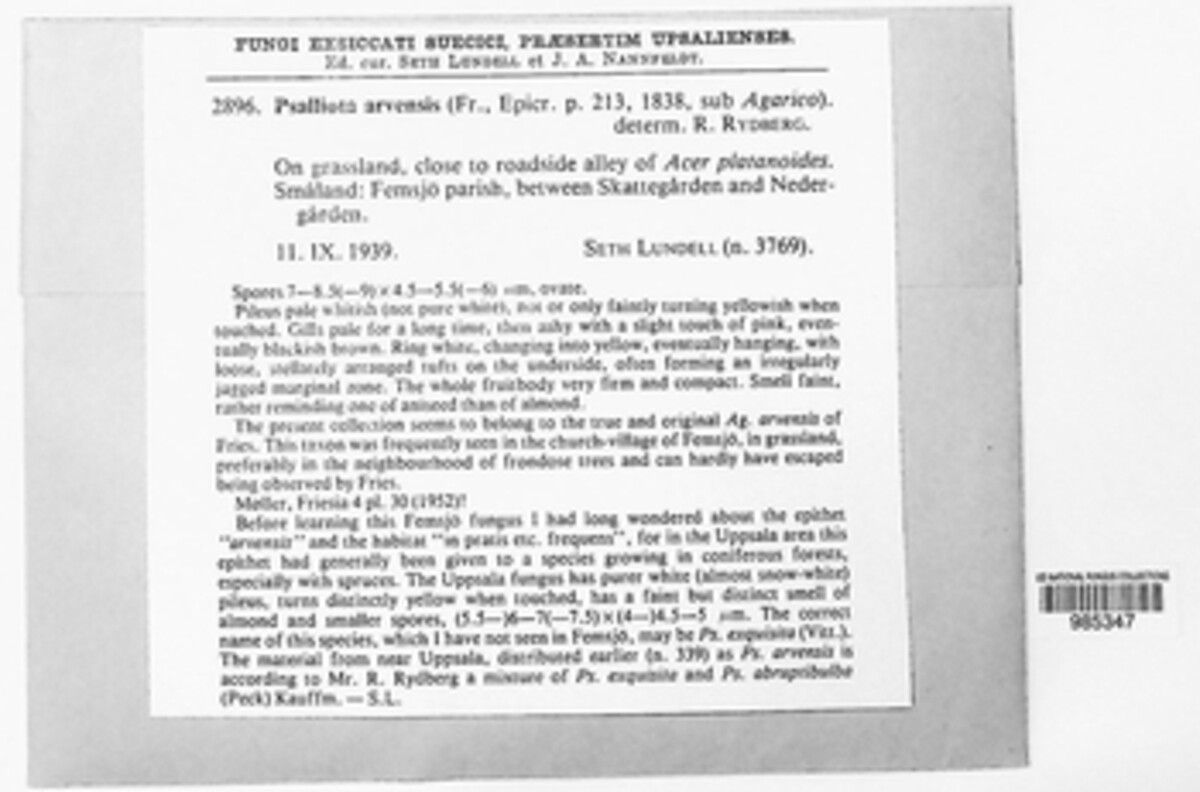 FUNGI EXSICCATI SUECICI, PRÆSERTIM UPSALIENSES.
Ed. cur. SETH LUNDELL et J. A. NANNFELDT.
2896. Psalliota arvensis (Fr., Epicr. p. 213, 1838, sub Agarico).
determ. R. RYDBERG.
On grassland, close to roadside alley of Acer platanoides.
Småland: Femsjö parish, between Skattegården and Neder-
gården.
11. IX. 1939. SETH LUNDELL (n. 3769).
Spores 7—8.5(—9) × 4.5—5.5(—6) µm, ovate.
Pileus pale whitish (not pure white), not or only faintly turning yellowish when
touched. Gills pale for a long time, then ashy with a slight touch of pink, even-
tually blackish brown. Ring white, changing into yellow, eventually hanging, with
loose, stellately arranged tufts on the underside, often forming an irregularly
jagged marginal zone. The whole fruitbody very firm and compact. Smell faint,
rather reminding one of aniseed than of almond.
The present collection seems to belong to the true and original Ag. arvensis of
Fries. This taxon was frequently seen in the church-village of Femsjö, in grassland,
preferably in the neighbourhood of frondose trees and can hardly have escaped
being observed by Fries.
Møller, Friesia 4 pl. 30 (1952)!
Before learning this Femsjö fungus I had long wondered about the epithet
"arvensis" and the habitat "in pratis etc. frequens", for in the Uppsala area this
epithet had generally been given to a species growing in coniferous forests,
especially with spruces. The Uppsala fungus has purer white (almost snow-white)
pileus, turns distinctly yellow when touched, has a faint but distinct smell of
almond and smaller spores, (5.5—)6—7(—7.5)×(4—)4.5—5 µm. The correct
name of this species, which I have not seen in Femsjö, may be Ps. exquisita (Vitt.).
The material from near Uppsala, distributed earlier (n. 339) as Ps. arvensis is
according to Mr. R. Rydberg a mixture of Ps. exquisita and Ps. abruptibulba
(Peck) Kauffm. — S.L.
US NATIONAL FUNGUS COLLECTIONS
985347